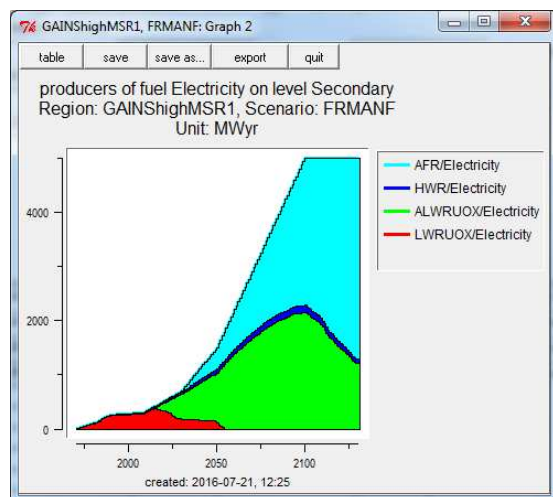 GAINShighMSR1, FRMANF: Graph 2
table save save as... export quit
producers of fuel Electricity on level Secondary
Region: GAINShighMSR1, Scenario: FRMANF
Unit: MWyr
AFR/Electricity
HWR/Electricity
ALWRUOX/Electricity
LWRUOX/Electricity
4000
2000
0
2000 2050 2100
created: 2016-07-21, 12:25